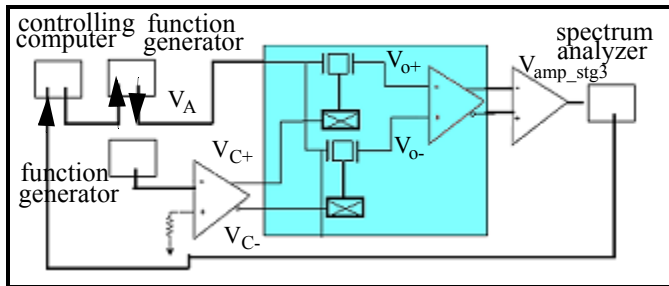 controlling
computer
function
generator
spectrum
analyzer
V_A
V_o+
V_amp_stg3
function
generator
V_C+
V_o-
V_C-
- + - + - +